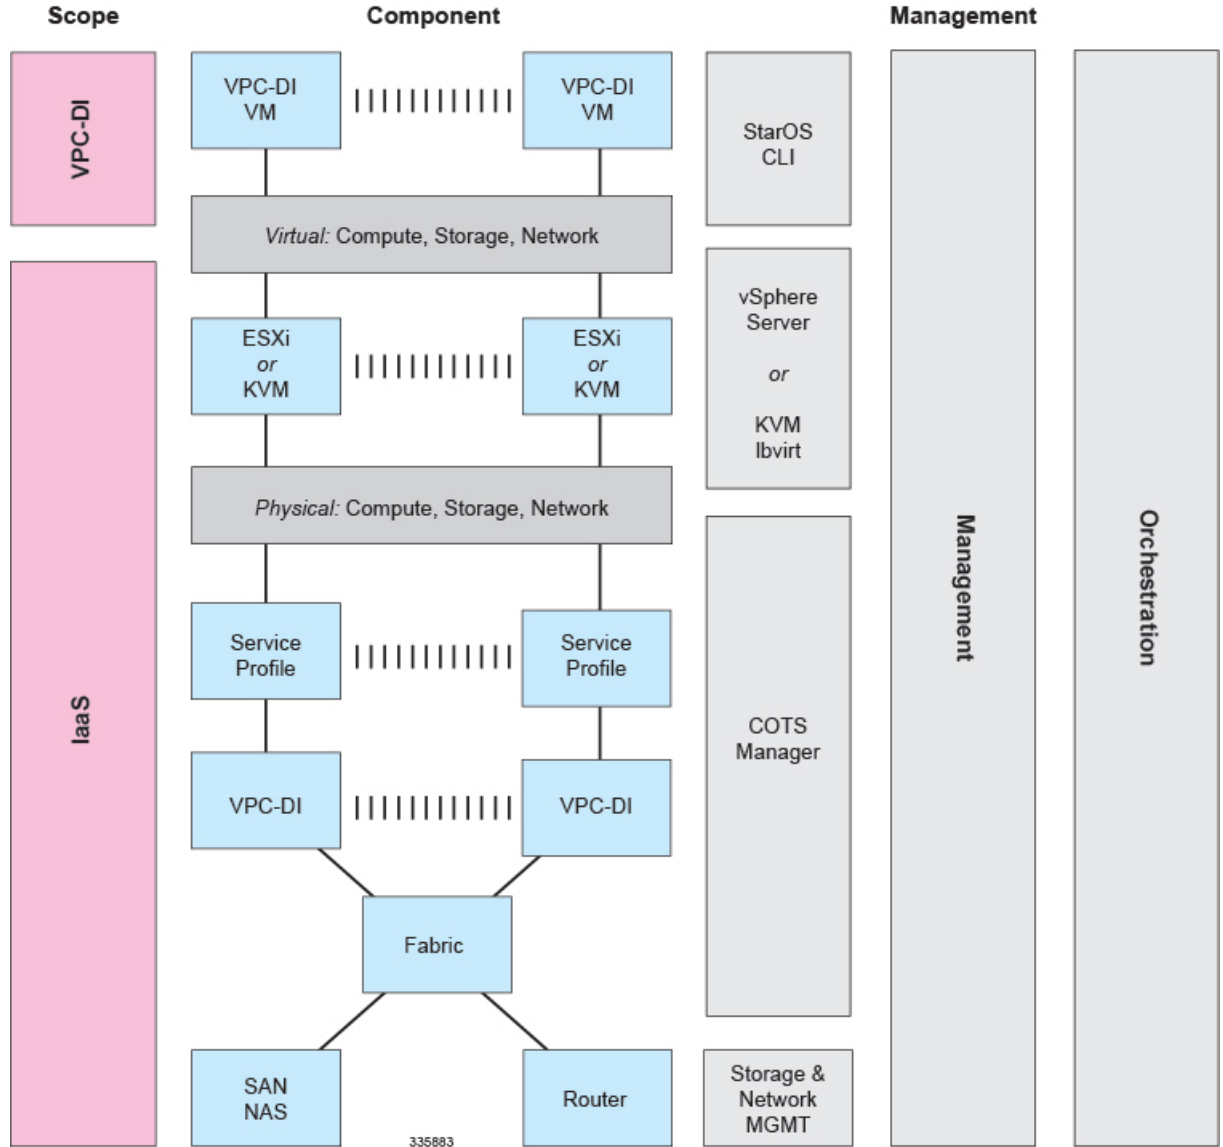 Scope
Component
Management
VPC-DI
VPC-DI
VM
VPC-DI
VM
StarOS
CLI
Virtual: Compute, Storage, Network
IaaS
ESXi
or
KVM
ESXi
or
KVM
vSphere
Server
or
KVM
lbvirt
Physical: Compute, Storage, Network
Service
Profile
Service
Profile
COTS
Manager
VPC-DI
VPC-DI
Fabric
SAN
NAS
Router
Storage &
Network
MGMT
Management
Orchestration
335883